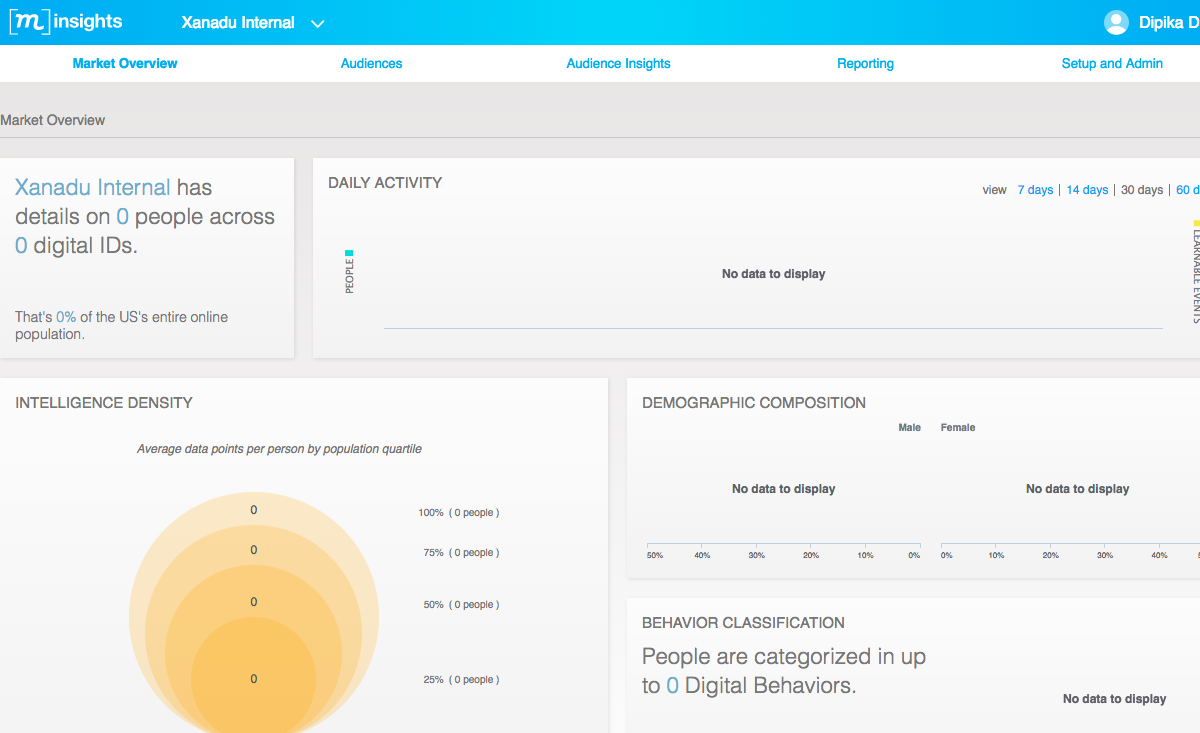 [m] insights
Xanadu Internal
Dipika D
Market Overview
Audiences
Audience Insights
Reporting
Setup and Admin
Market Overview
Xanadu Internal has
details on 0 people across
0 digital IDs.
That's 0% of the US's entire online
population.
DAILY ACTIVITY
view 7 days | 14 days | 30 days | 60 d
PEOPLE
No data to display
LEARNABLE EVENTS
INTELLIGENCE DENSITY
Average data points per person by population quartile
0
100% ( 0 people )
0
75% ( 0 people )
0
50% ( 0 people )
0
25% ( 0 people )
DEMOGRAPHIC COMPOSITION
Male
Female
No data to display
No data to display
50% 40% 30% 20% 10% 0%
0% 10% 20% 30% 40%
BEHAVIOR CLASSIFICATION
People are categorized in up
to 0 Digital Behaviors.
No data to display